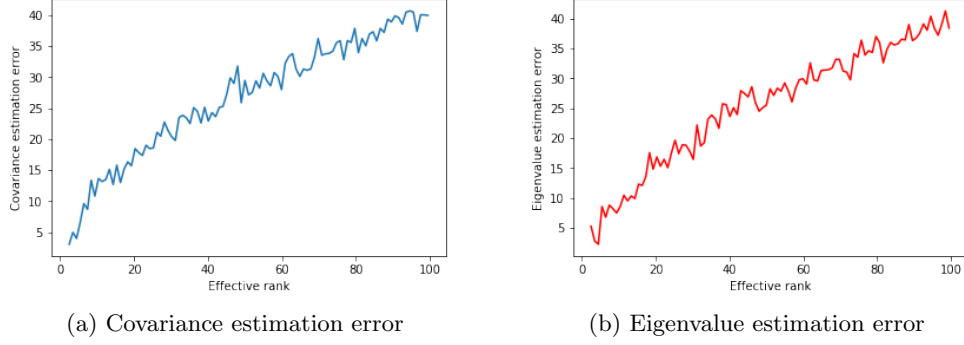 40
35
30
25
20
15
10
5
Covariance estimation error
0 20 40 60 80 100
Effective rank
(a) Covariance estimation error
40
35
30
25
20
15
10
5
Eigenvalue estimation error
0 20 40 60 80 100
Effective rank
(b) Eigenvalue estimation error